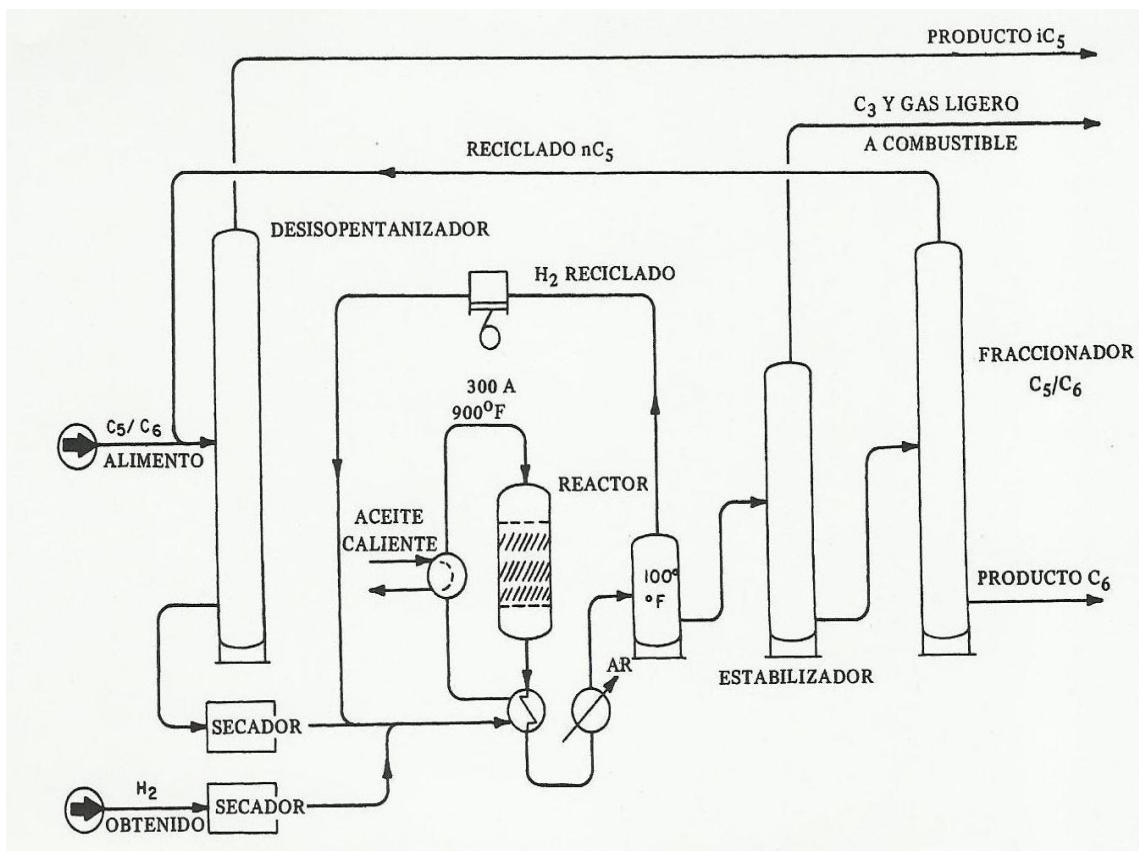 PRODUCTO iC5
C3 Y GAS LIGERO
A COMBUSTIBLE
RECICLADO nC5
DESISOPENTANIZADOR
H2 RECICLADO
FRACCIONADOR
C5/C6
300 A
900°F
C5/ C6
ALIMENTO
REACTOR
ACEITE
CALIENTE
100°
°F
PRODUCTO C6
AR
ESTABILIZADOR
SECADOR
H2
OBTENIDO
SECADOR